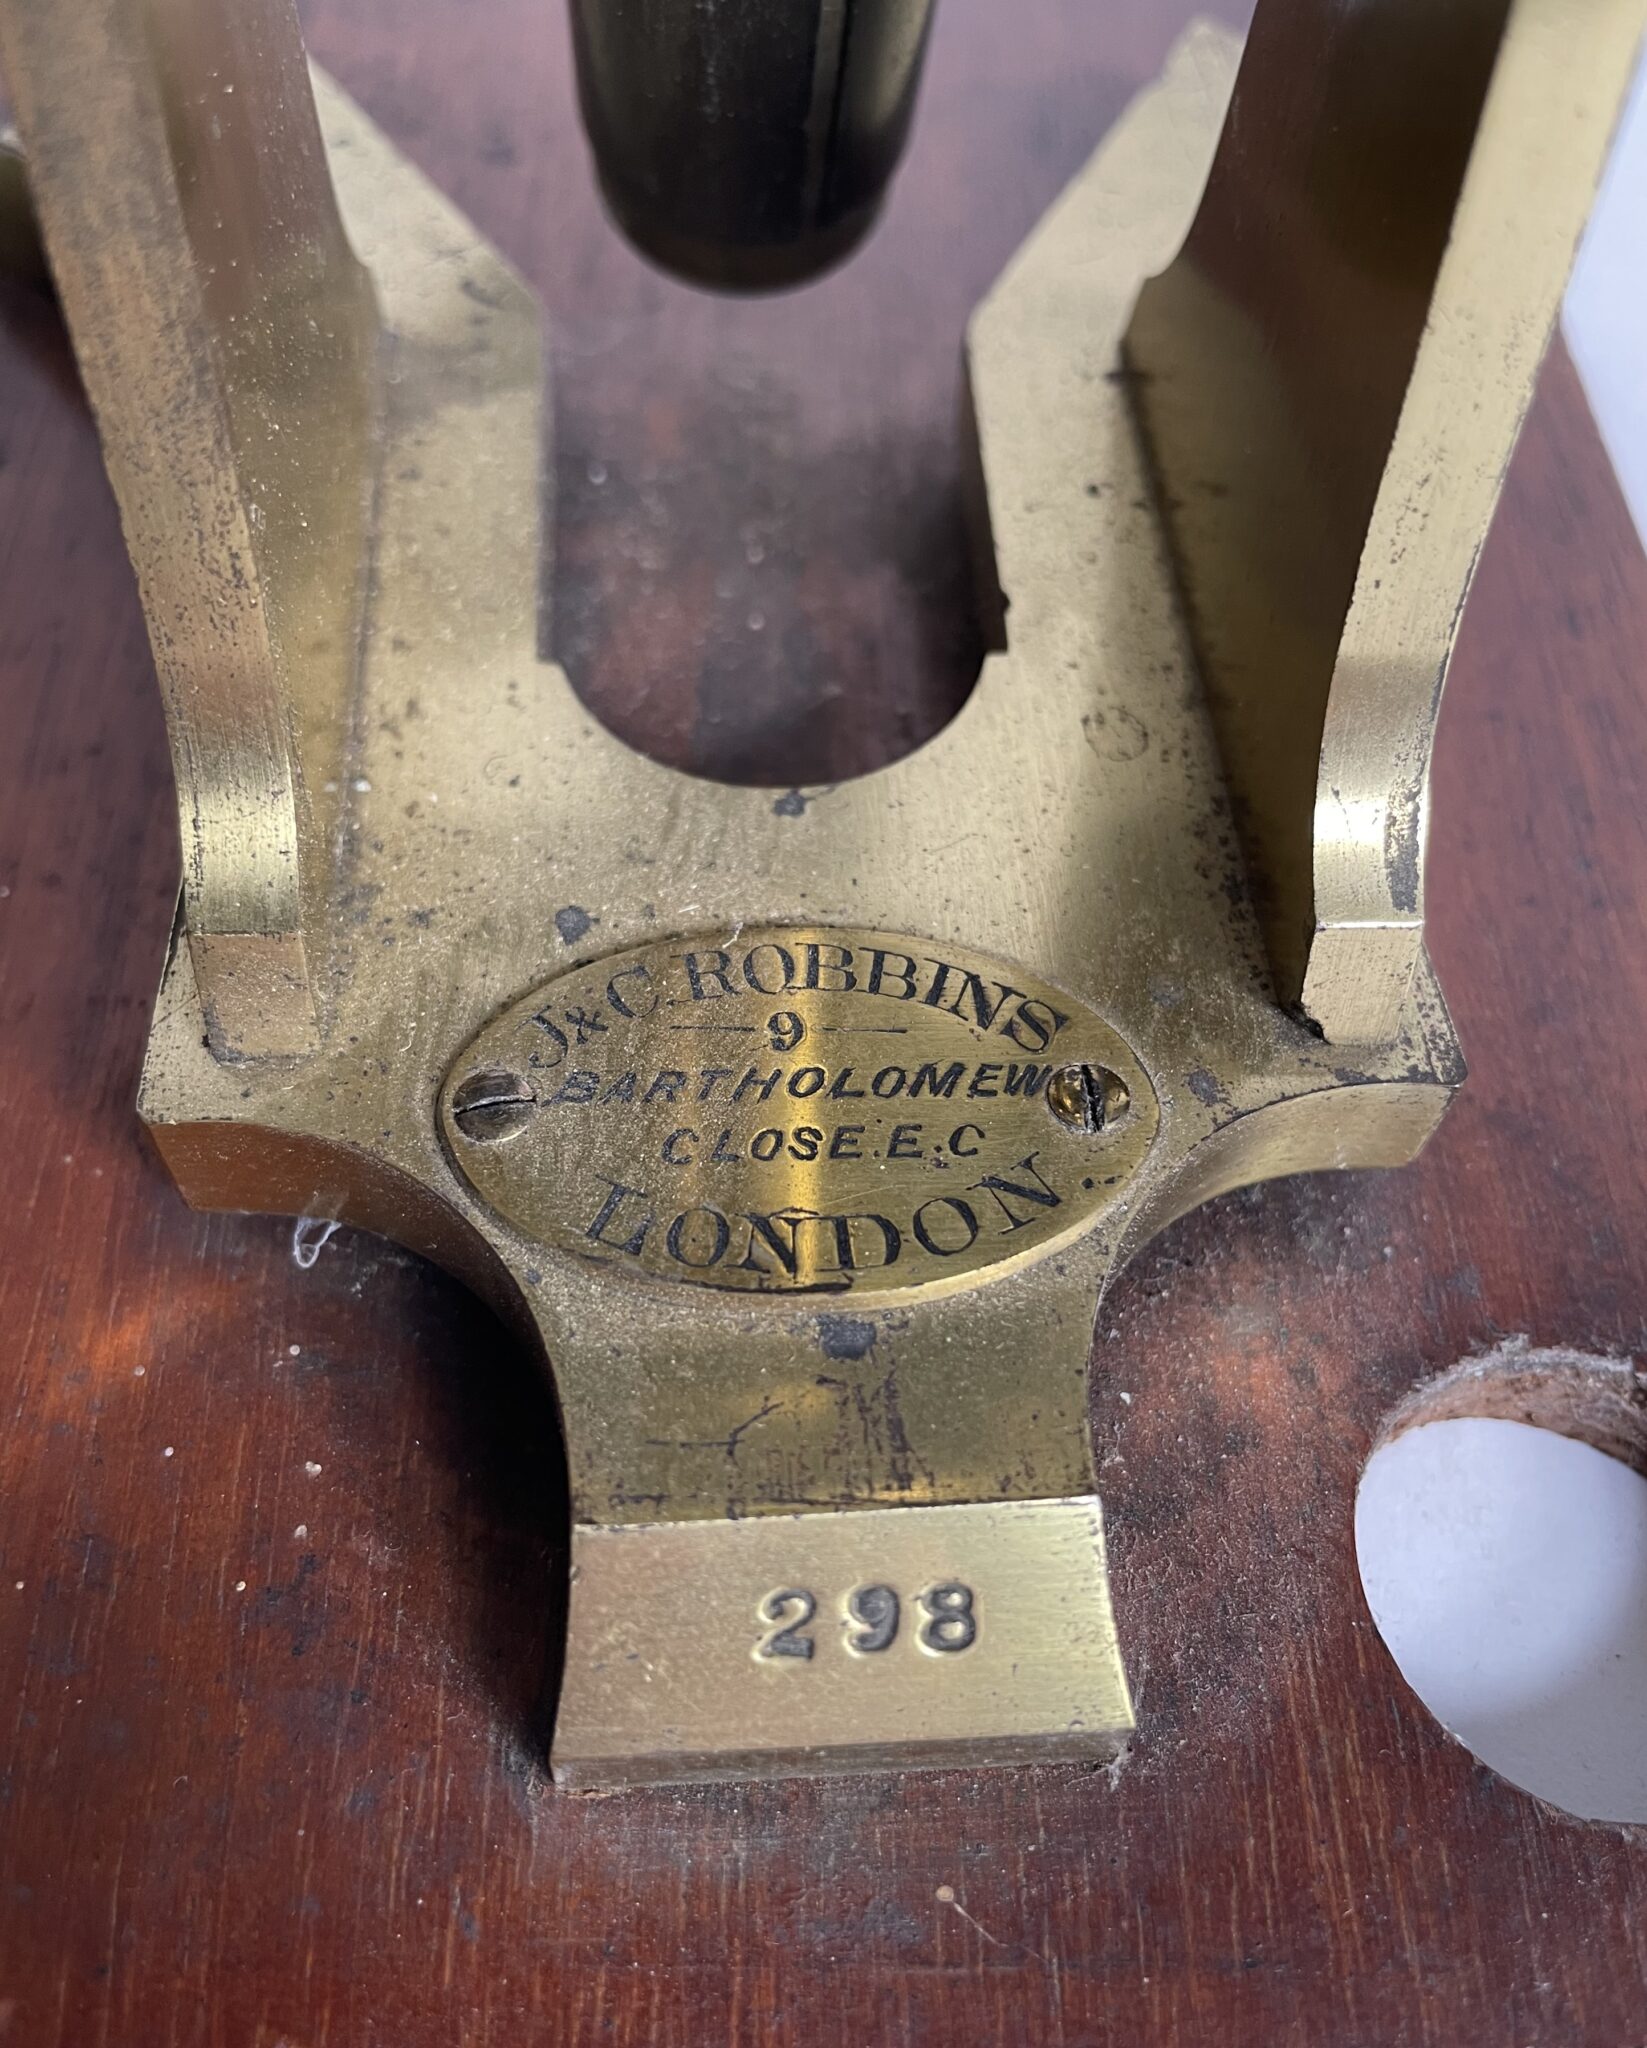 J & C. ROBBINS
9
BARTHOLOMEW
CLOSE. E. C
LONDON.
298